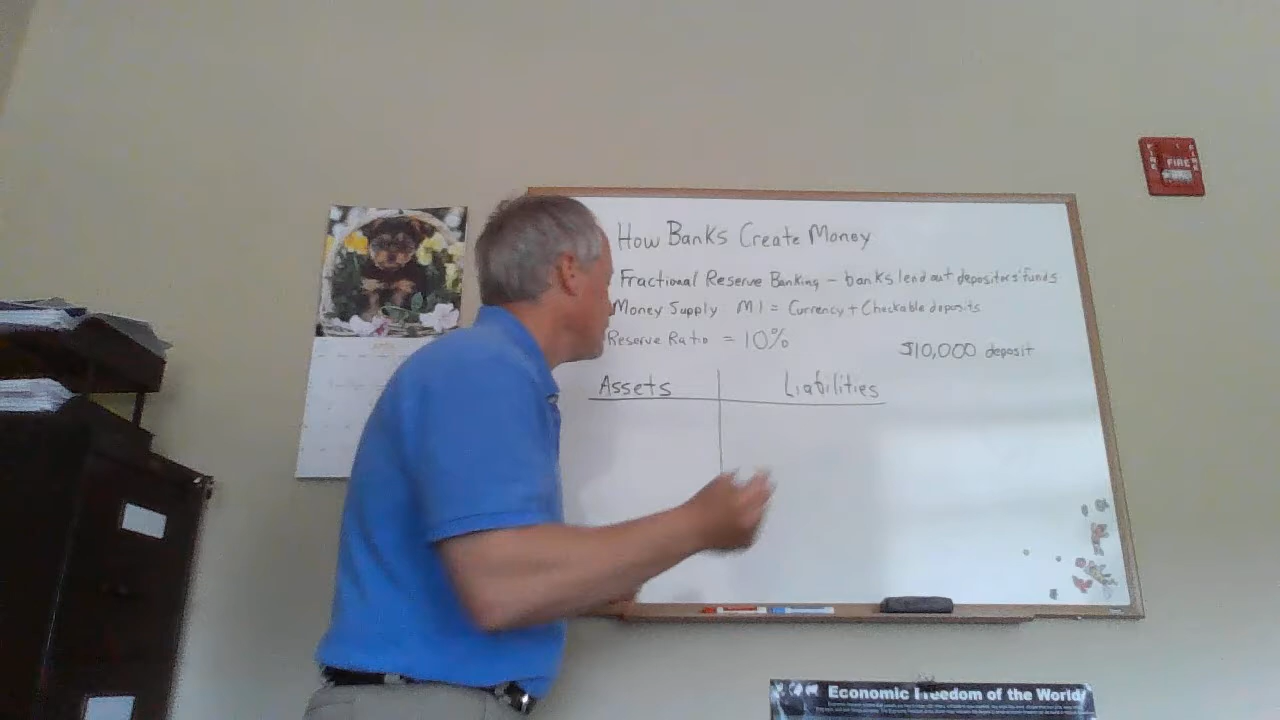 How Banks Create Money
Fractional Reserve Banking – banks lend out depositors' funds
Money Supply M1 = Currency + Checkable deposits
Reserve Ratio = 10%
$10,000 deposit
Assets Liabilities
FIRE
Economic Freedom of the World